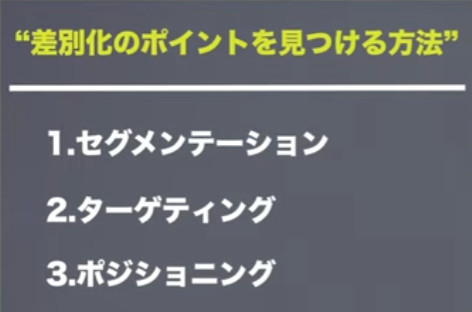 “差別化のポイントを見つける方法”
1.セグメンテーション
2.ターゲティング
3.ポジショニング